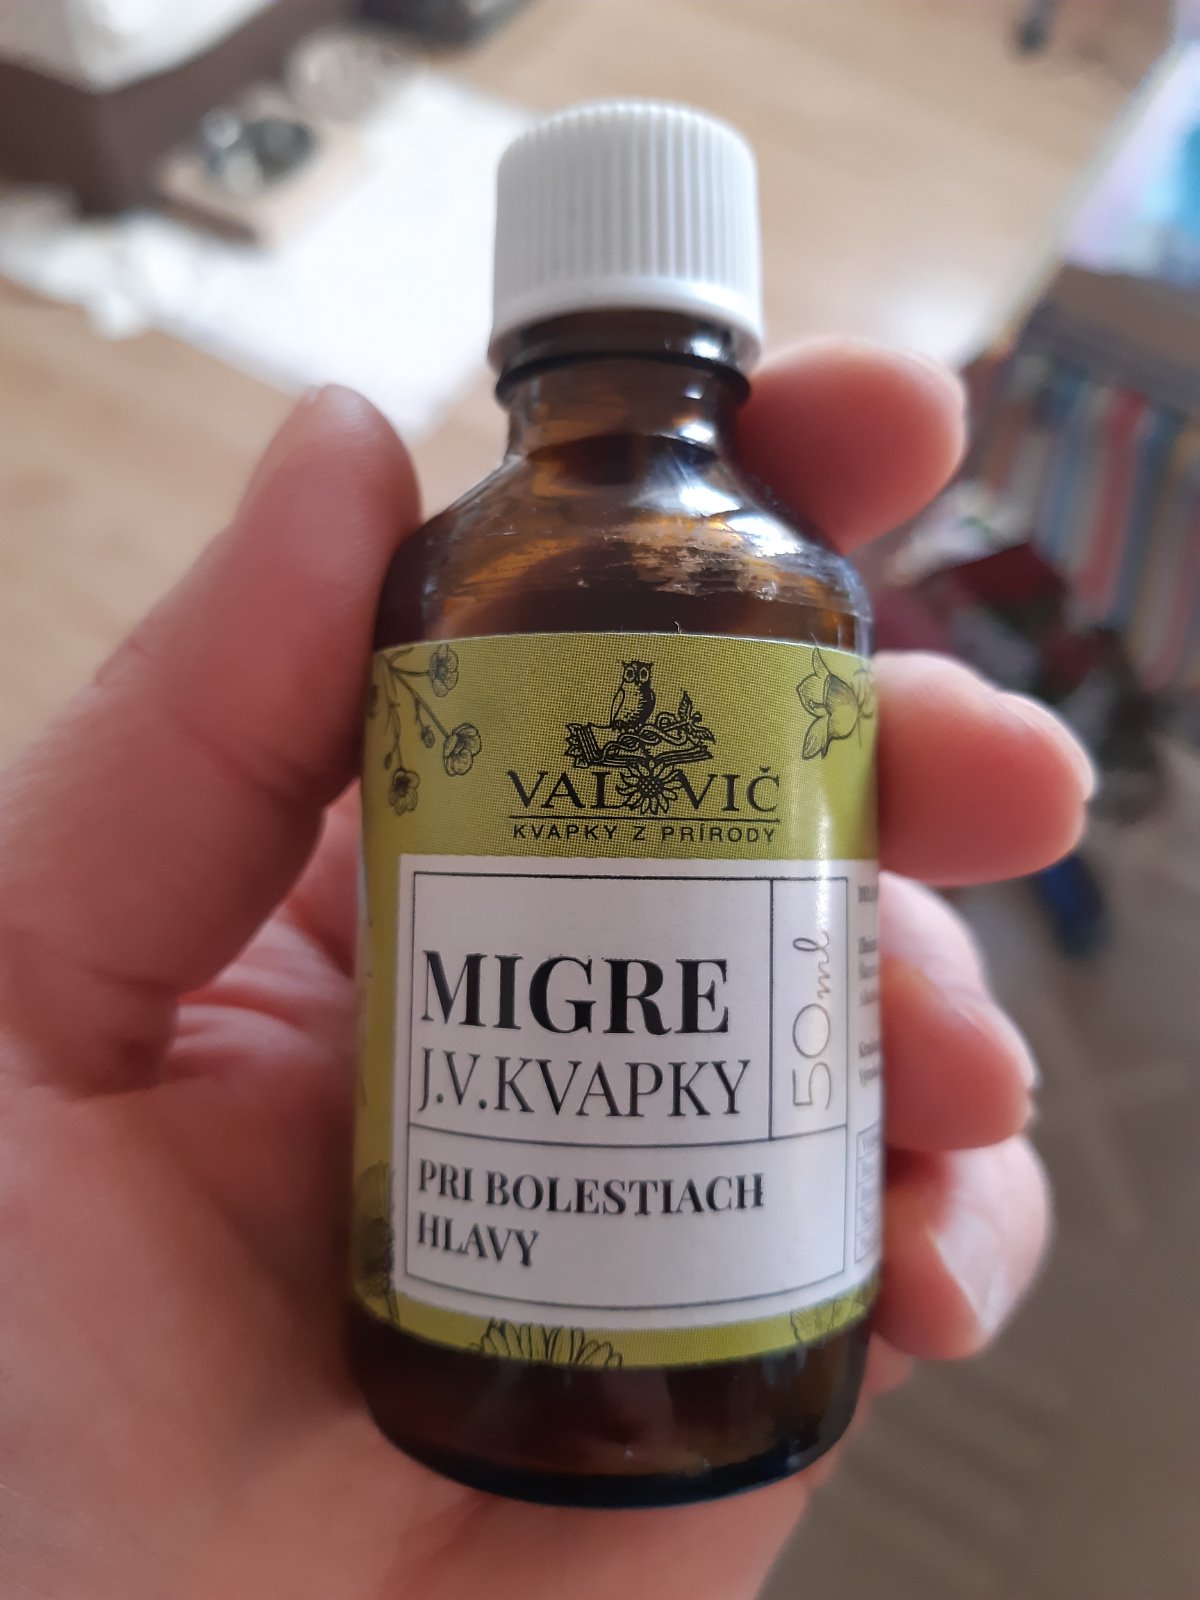 VALOVIČ
KVAPKY Z PRÍRODY
MIGRE
J.V.KVAPKY
50ml
PRI BOLESTIACH
HLAVY